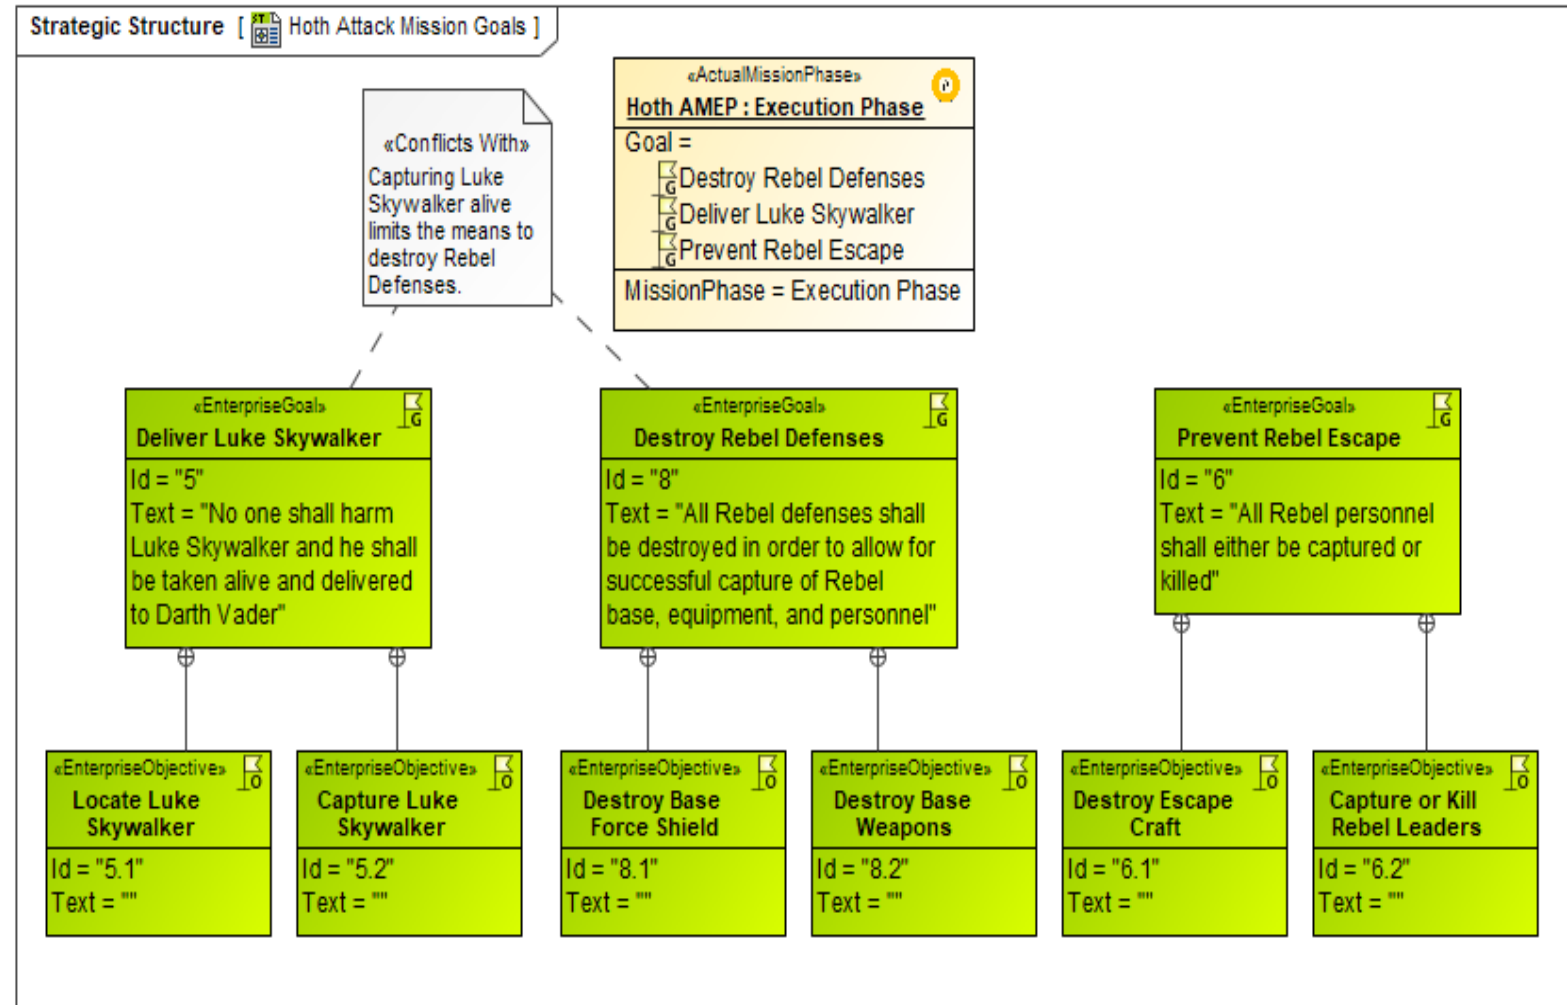 Strategic Structure [ Hoth Attack Mission Goals ]
«ActualMissionPhase»
Hoth AMEP : Execution Phase
Goal =
Destroy Rebel Defenses
Deliver Luke Skywalker
Prevent Rebel Escape
MissionPhase = Execution Phase
«Conflicts With»
Capturing Luke
Skywalker alive
limits the means to
destroy Rebel
Defenses.
«EnterpriseGoal»
Deliver Luke Skywalker
Id = "5"
Text = "No one shall harm
Luke Skywalker and he shall
be taken alive and delivered
to Darth Vader"
«EnterpriseGoal»
Destroy Rebel Defenses
Id = "8"
Text = "All Rebel defenses shall
be destroyed in order to allow for
successful capture of Rebel
base, equipment, and personnel"
«EnterpriseGoal»
Prevent Rebel Escape
Id = "6"
Text = "All Rebel personnel
shall either be captured or
killed"
«EnterpriseObjective»
Locate Luke
Skywalker
Id = "5.1"
Text = ""
«EnterpriseObjective»
Capture Luke
Skywalker
Id = "5.2"
Text = ""
«EnterpriseObjective»
Destroy Base
Force Shield
Id = "8.1"
Text = ""
«EnterpriseObjective»
Destroy Base
Weapons
Id = "8.2"
Text = ""
«EnterpriseObjective»
Destroy Escape
Craft
Id = "6.1"
Text = ""
«EnterpriseObjective»
Capture or Kill
Rebel Leaders
Id = "6.2"
Text = ""